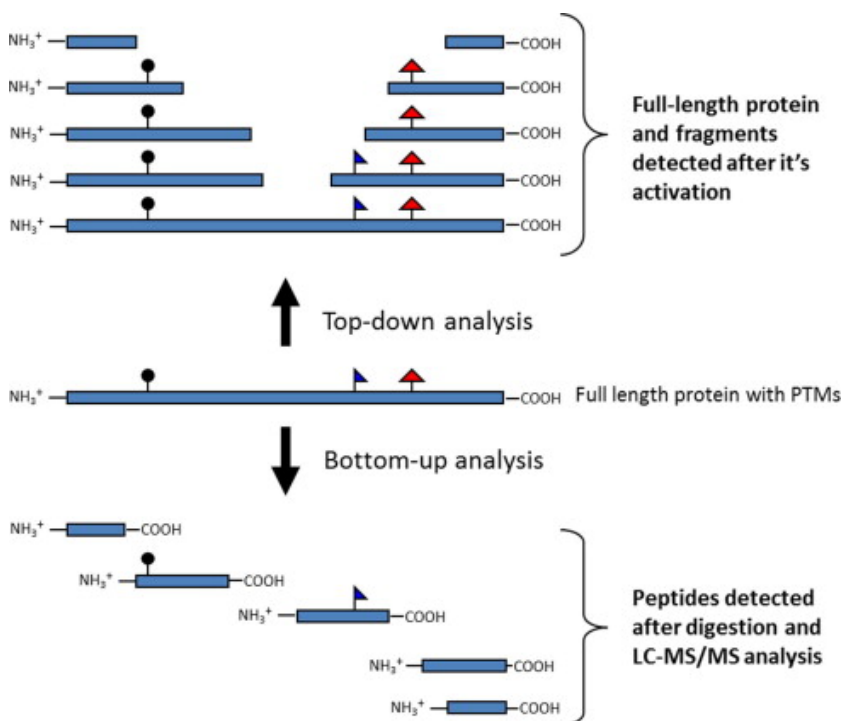 NH3+ COOH
NH3+ COOH
NH3+ COOH
NH3+ COOH
NH3+ COOH
Full-length protein
and fragments
detected after it's
activation
Top-down analysis
NH3+ COOH Full length protein with PTMs
Bottom-up analysis
NH3+ COOH
NH3+ COOH
NH3+ COOH
NH3+ COOH
NH3+ COOH
Peptides detected
after digestion and
LC-MS/MS analysis